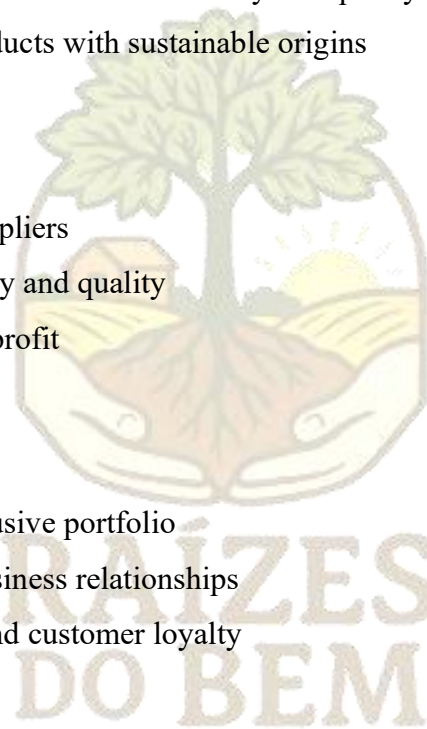 ducts with sustainable origins
pliers
y and quality
profit
usive portfolio
siness relationships
nd customer loyalty
RAÍZES
DO BEM